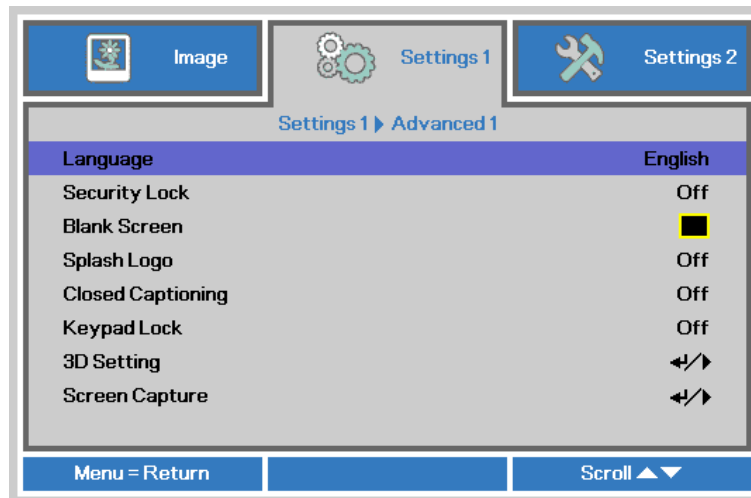 Image
Settings 1
Settings 2
Settings 1 ▶ Advanced 1
Language English
Security Lock Off
Blank Screen
Splash Logo Off
Closed Captioning Off
Keypad Lock Off
3D Setting ↵/▶
Screen Capture ↵/▶
Menu = Return
Scroll ▲▼